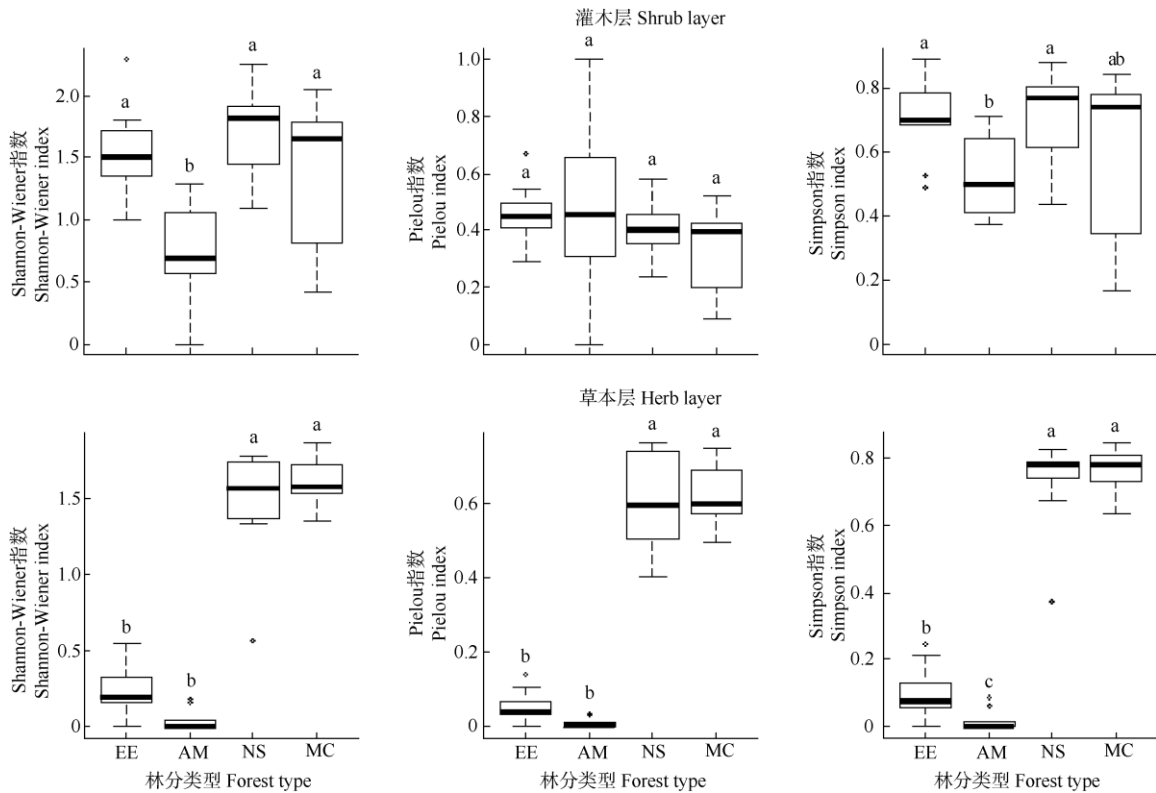 灌木层 Shrub layer
Shannon-Wiener指数
Shannon-Wiener index
2.0
1.5
1.0
0.5
0
a
b
a
a
Pielou指数
Pielou index
1.0
0.8
0.6
0.4
0.2
0
a
a
a
a
Simpson指数
Simpson index
0.8
0.6
0.4
0.2
0
a
b
a
ab
草本层 Herb layer
Shannon-Wiener指数
Shannon-Wiener index
1.5
1.0
0.5
0
b
b
a
a
EE AM NS MC
林分类型 Forest type
Pielou指数
Pielou index
0.6
0.4
0.2
0
b
b
a
a
EE AM NS MC
林分类型 Forest type
Simpson指数
Simpson index
0.8
0.6
0.4
0.2
0
b
c
a
a
EE AM NS MC
林分类型 Forest type